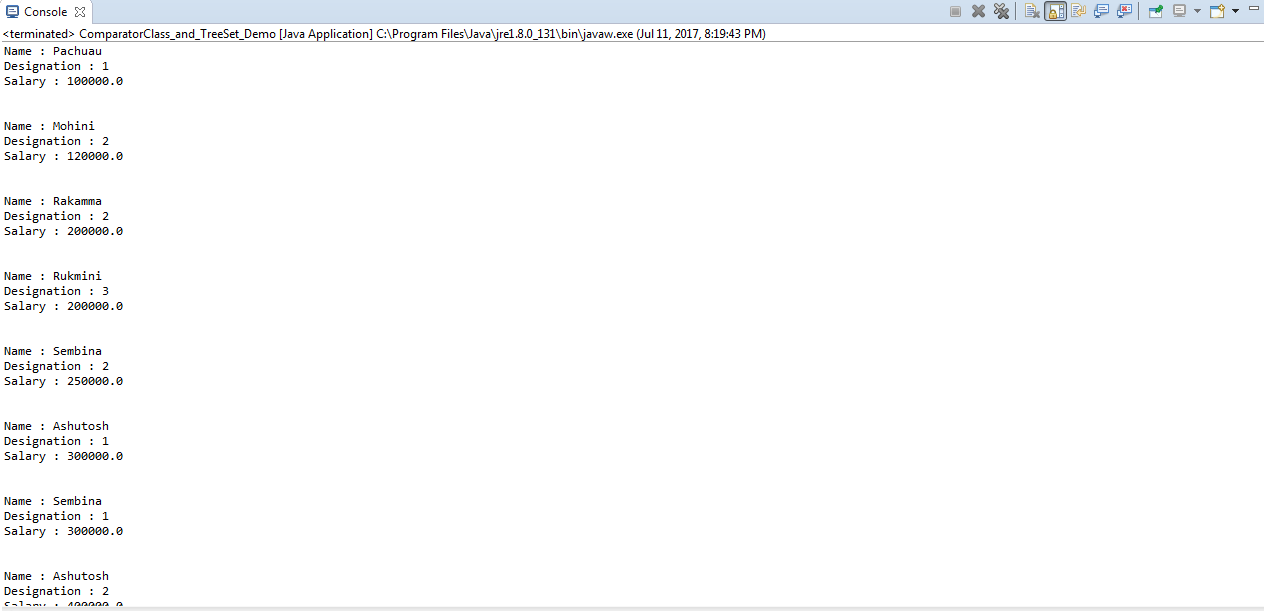 Console
<terminated> ComparatorClass_and_TreeSet_Demo [Java Application] C:\Program Files\Java\jre1.8.0_131\bin\javaw.exe (Jul 11, 2017, 8:19:43 PM)
Name : Pachuau
Designation : 1
Salary : 100000.0
Name : Mohini
Designation : 2
Salary : 120000.0
Name : Rakamma
Designation : 2
Salary : 200000.0
Name : Rukmini
Designation : 3
Salary : 200000.0
Name : Sembina
Designation : 2
Salary : 250000.0
Name : Ashutosh
Designation : 1
Salary : 300000.0
Name : Sembina
Designation : 1
Salary : 300000.0
Name : Ashutosh
Designation : 2
Salary : 400000.0